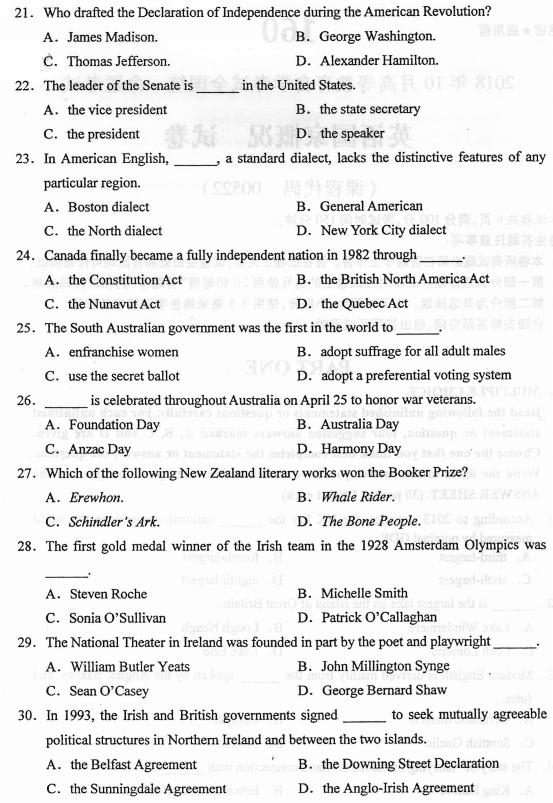 21. Who drafted the Declaration of Independence during the American Revolution?
A. James Madison. B. George Washington.
C. Thomas Jefferson. D. Alexander Hamilton.
22. The leader of the Senate is ______ in the United States.
A. the vice president B. the state secretary
C. the president D. the speaker
23. In American English, ______, a standard dialect, lacks the distinctive features of any
particular region.
A. Boston dialect B. General American
C. the North dialect D. New York City dialect
24. Canada finally became a fully independent nation in 1982 through ______.
A. the Constitution Act B. the British North America Act
C. the Nunavut Act D. the Quebec Act
25. The South Australian government was the first in the world to ______.
A. enfranchise women B. adopt suffrage for all adult males
C. use the secret ballot D. adopt a preferential voting system
26. ______ is celebrated throughout Australia on April 25 to honor war veterans.
A. Foundation Day B. Australia Day
C. Anzac Day D. Harmony Day
27. Which of the following New Zealand literary works won the Booker Prize?
A. Erewhon. B. Whale Rider.
C. Schindler's Ark. D. The Bone People.
28. The first gold medal winner of the Irish team in the 1928 Amsterdam Olympics was
______.
A. Steven Roche B. Michelle Smith
C. Sonia O'Sullivan D. Patrick O'Callaghan
29. The National Theater in Ireland was founded in part by the poet and playwright ______.
A. William Butler Yeats B. John Millington Synge
C. Sean O'Casey D. George Bernard Shaw
30. In 1993, the Irish and British governments signed ______ to seek mutually agreeable
political structures in Northern Ireland and between the two islands.
A. the Belfast Agreement B. the Downing Street Declaration
C. the Sunningdale Agreement D. the Anglo-Irish Agreement